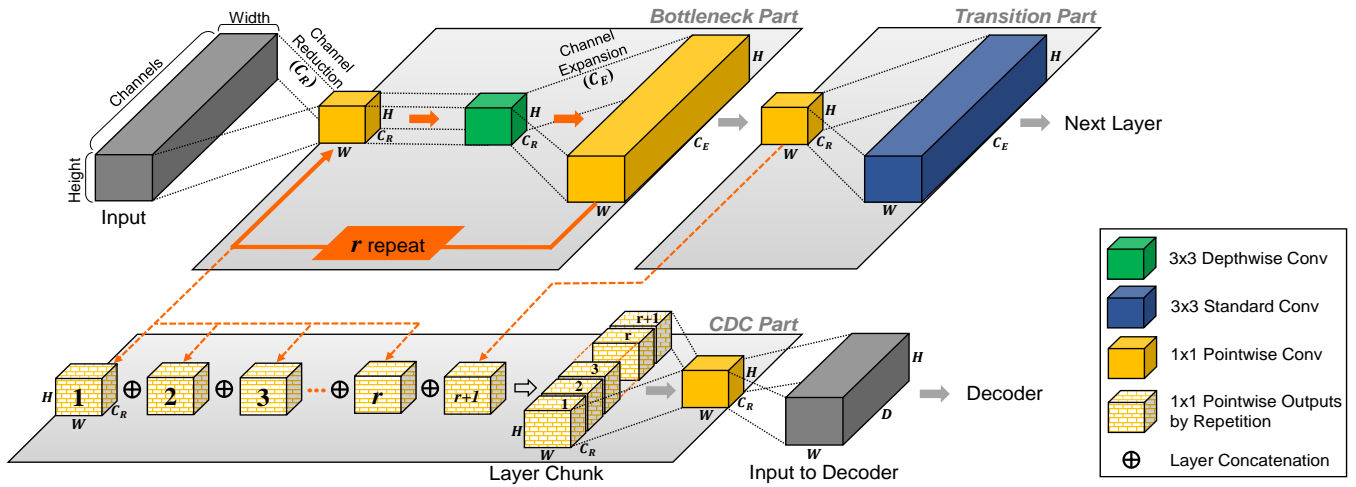 Bottleneck Part
Transition Part
Width
Channels
Height
Input
Channel
Reduction
(C_R)
H
C_R
W
H
C_R
Channel
Expansion
(C_E)
H
C_E
W
r repeat
H
C_R
W
H
C_E
W
Next Layer
CDC Part
1
H
W
C_R
⊕
2
⊕
3
⊕
r
⊕
r+1
r+1
r
3
2
1
H
C_R
W
Layer Chunk
H
C_R
W
H
D
W
Input to Decoder
Decoder
3x3 Depthwise Conv
3x3 Standard Conv
1x1 Pointwise Conv
1x1 Pointwise Outputs
by Repetition
⊕ Layer Concatenation